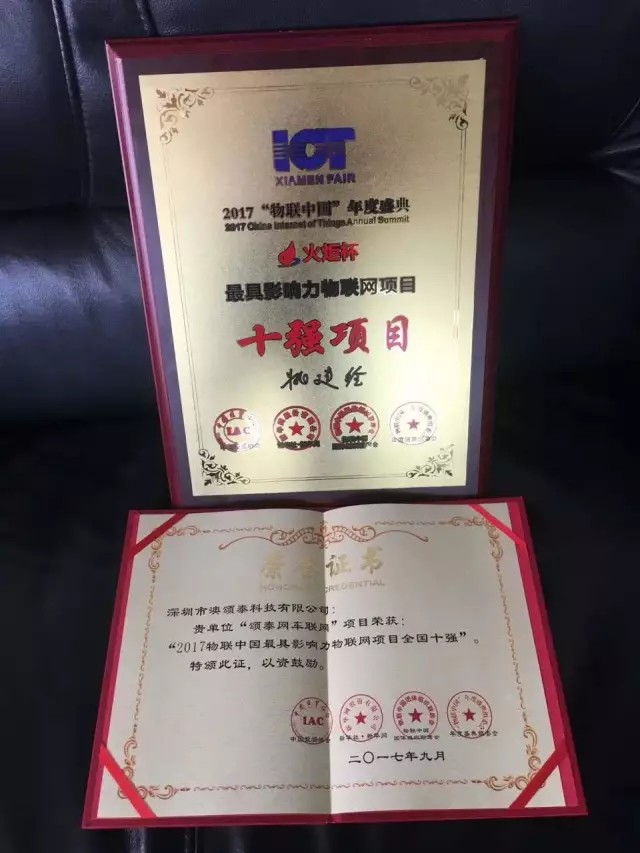 ICT
XIAMEN FAIR
2017“物联中国”年度盛典
2017 China Internet of Things Annual Summit
火炬杯
最具影响力物联网项目
十强项目
IAC
荣誉证书
HONORARY CREDENTIAL
深圳市澳颂泰科技有限公司：
贵单位“颂泰网车联网”项目荣获：
“2017物联中国最具影响力物联网项目全国十强”。
特颁此证，以资鼓励。
IAC
二〇一七年九月